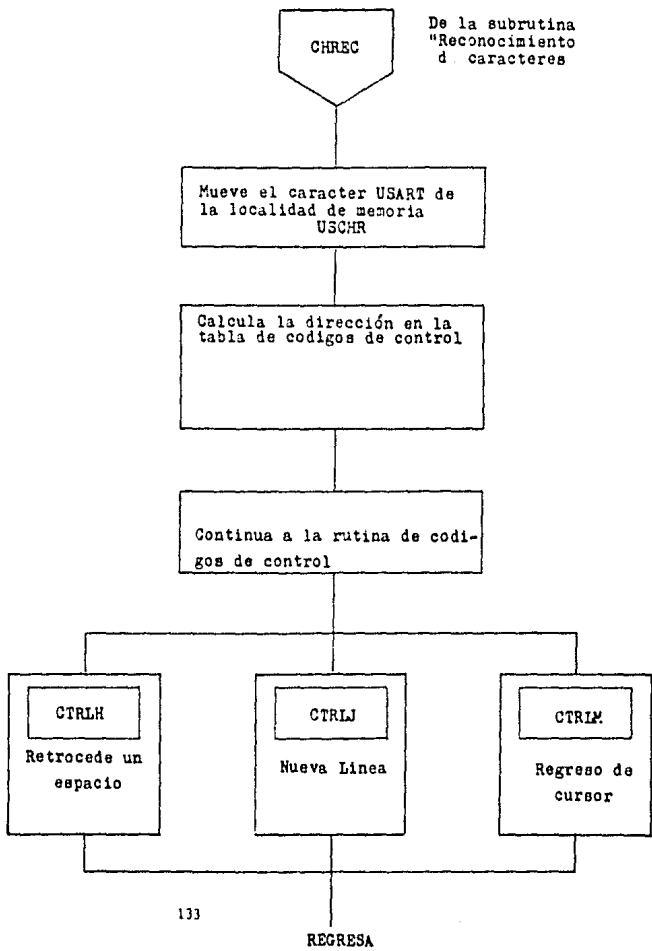 CHREC
De la subrutina
"Reconocimiento
d caracteres
Mueve el caracter USART de
la localidad de memoria
USCHR
Calcula la dirección en la
tabla de codigos de control
Continua a la rutina de codi-
gos de control
CTRLH
Retrocede un
espacio
CTRLJ
Nueva Linea
CTRLM
Regreso de
cursor
133
REGRESA